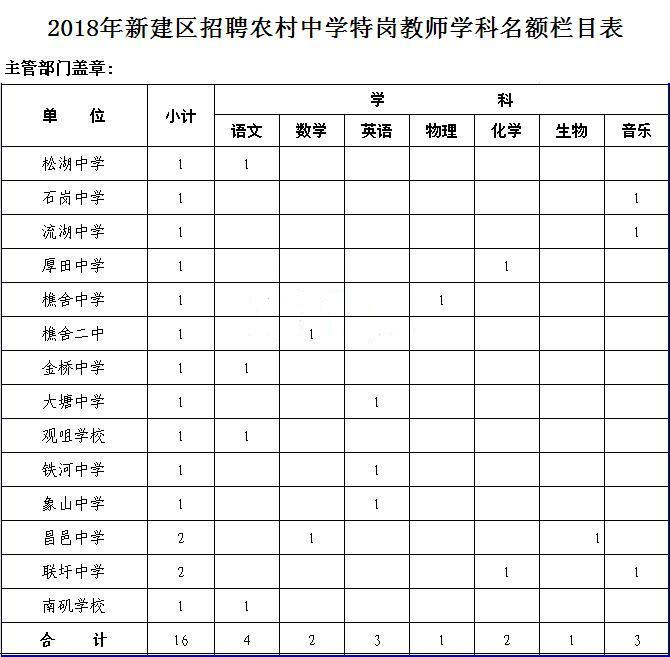 2018年新建区招聘农村中学特岗教师学科名额栏目表
主管部门盖章:
单 位 小计 学 科
语文 数学 英语 物理 化学 生物 音乐
松湖中学 1 1
石岗中学 1 1
流湖中学 1 1
厚田中学 1 1
樵舍中学 1 1
樵舍二中 1 1
金桥中学 1 1
大塘中学 1 1
观咀学校 1 1
铁河中学 1 1
象山中学 1 1
昌邑中学 2 1 1
联圩中学 2 1 1
南矶学校 1 1
合 计 16 4 2 3 1 2 1 3